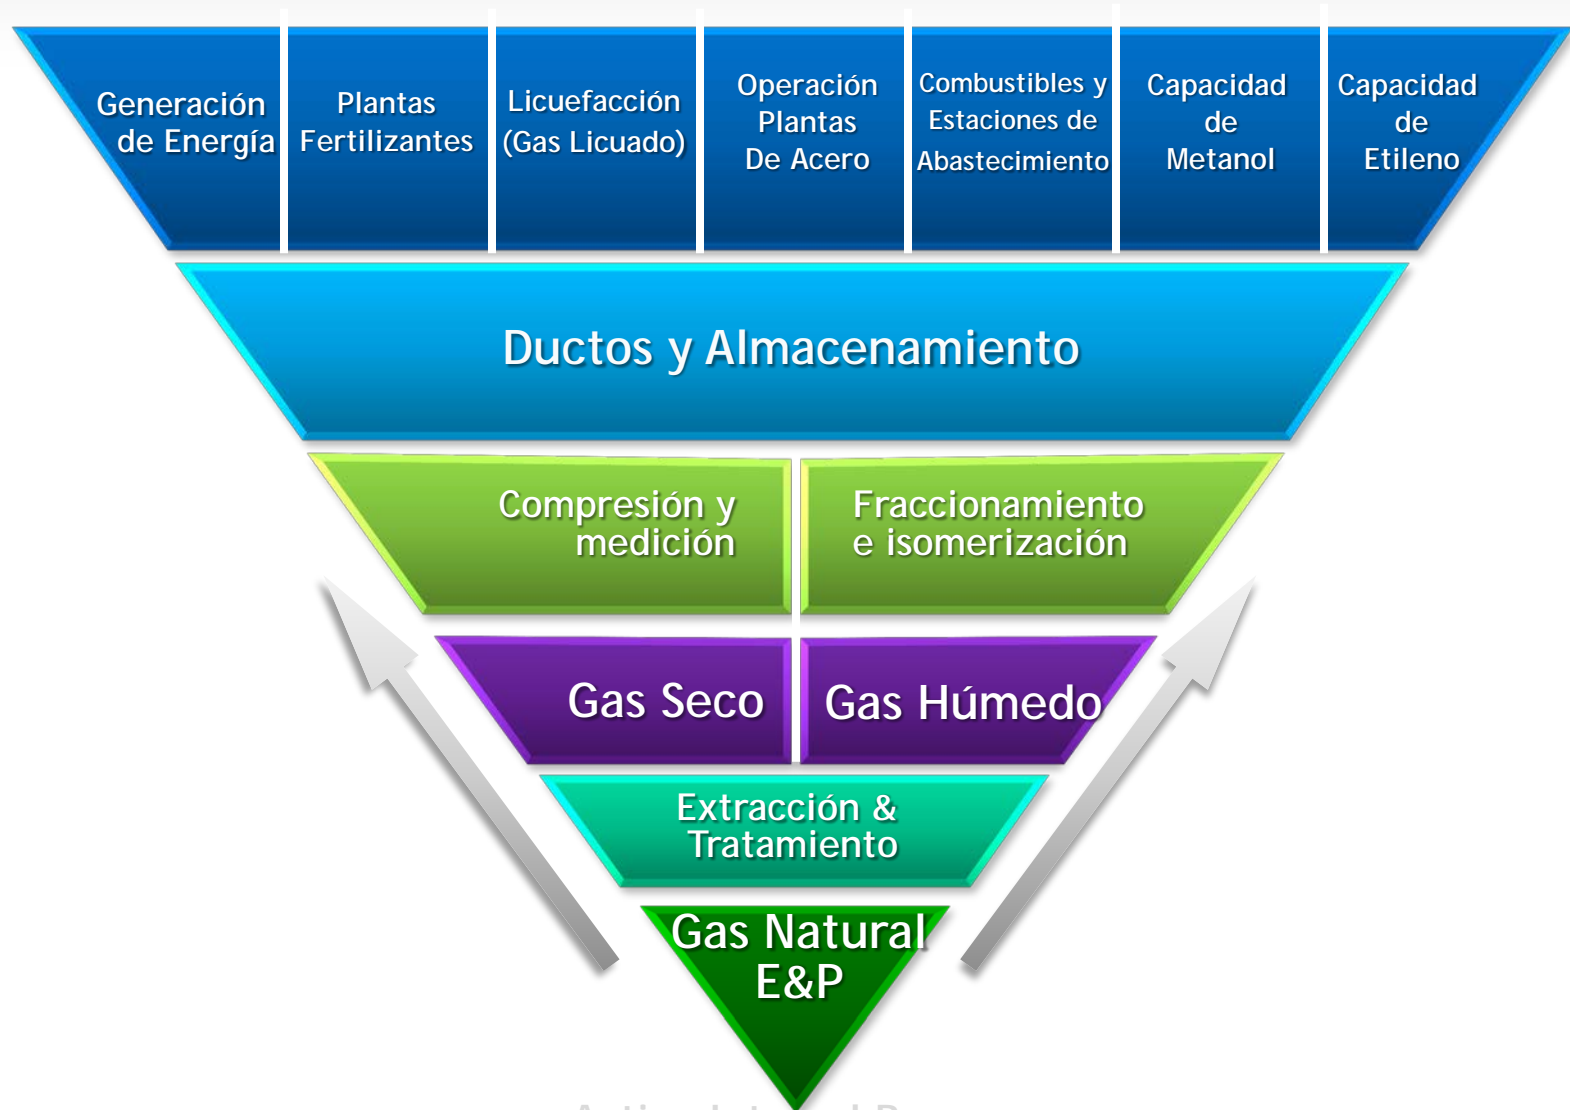 Generación
de Energía
Plantas
Fertilizantes
Licuefacción
(Gas Licuado)
Operación
Plantas
De Acero
Combustibles y
Estaciones de
Abastecimiento
Capacidad
de
Metanol
Capacidad
de
Etileno
Ductos y Almacenamiento
Compresión y
medición
Fraccionamiento
e isomerización
Gas Seco
Gas Húmedo
Extracción &
Tratamiento
Gas Natural
E&P